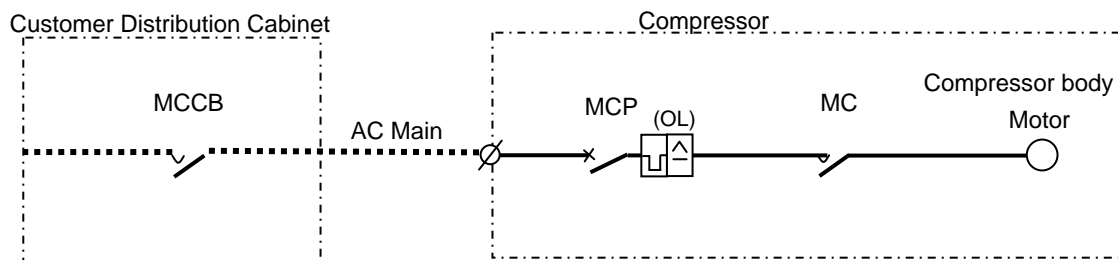 Customer Distribution Cabinet
Compressor
MCCB
AC Main
MCP
(OL)
MC
Compressor body
Motor